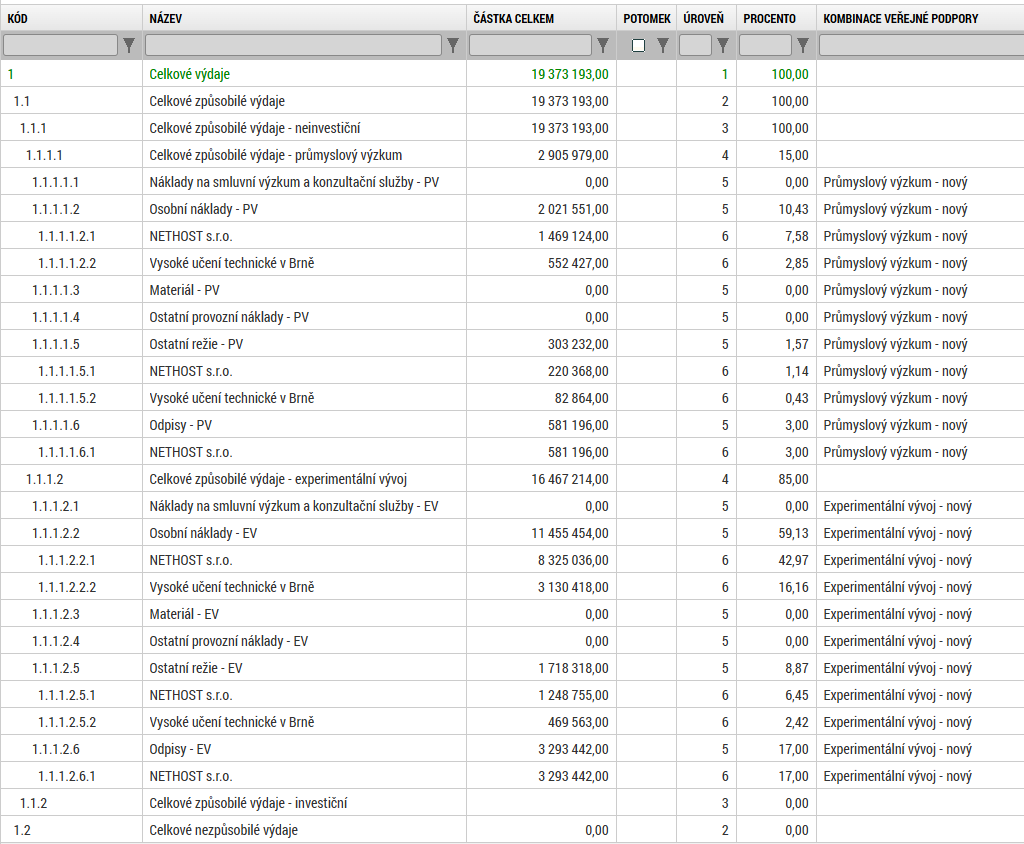 KÓD NÁZEV ČÁSTKA CELKEM POTOMEK ÚROVEŇ PROCENTO KOMBINACE VEŘEJNÉ PODPORY
1 Celkové výdaje 19 373 193,00 1 100,00
1.1 Celkové způsobilé výdaje 19 373 193,00 2 100,00
1.1.1 Celkové způsobilé výdaje - neinvestiční 19 373 193,00 3 100,00
1.1.1.1 Celkové způsobilé výdaje - průmyslový výzkum 2 905 979,00 4 15,00
1.1.1.1.1 Náklady na smluvní výzkum a konzultační služby - PV 0,00 5 0,00 Průmyslový výzkum - nový
1.1.1.1.2 Osobní náklady - PV 2 021 551,00 5 10,43 Průmyslový výzkum - nový
1.1.1.1.2.1 NETHOST s.r.o. 1 469 124,00 6 7,58 Průmyslový výzkum - nový
1.1.1.1.2.2 Vysoké učení technické v Brně 552 427,00 6 2,85 Průmyslový výzkum - nový
1.1.1.1.3 Materiál - PV 0,00 5 0,00 Průmyslový výzkum - nový
1.1.1.1.4 Ostatní provozní náklady - PV 0,00 5 0,00 Průmyslový výzkum - nový
1.1.1.1.5 Ostatní režie - PV 303 232,00 5 1,57 Průmyslový výzkum - nový
1.1.1.1.5.1 NETHOST s.r.o. 220 368,00 6 1,14 Průmyslový výzkum - nový
1.1.1.1.5.2 Vysoké učení technické v Brně 82 864,00 6 0,43 Průmyslový výzkum - nový
1.1.1.1.6 Odpisy - PV 581 196,00 5 3,00 Průmyslový výzkum - nový
1.1.1.1.6.1 NETHOST s.r.o. 581 196,00 6 3,00 Průmyslový výzkum - nový
1.1.1.2 Celkové způsobilé výdaje - experimentální vývoj 16 467 214,00 4 85,00
1.1.1.2.1 Náklady na smluvní výzkum a konzultační služby - EV 0,00 5 0,00 Experimentální vývoj - nový
1.1.1.2.2 Osobní náklady - EV 11 455 454,00 5 59,13 Experimentální vývoj - nový
1.1.1.2.2.1 NETHOST s.r.o. 8 325 036,00 6 42,97 Experimentální vývoj - nový
1.1.1.2.2.2 Vysoké učení technické v Brně 3 130 418,00 6 16,16 Experimentální vývoj - nový
1.1.1.2.3 Materiál - EV 0,00 5 0,00 Experimentální vývoj - nový
1.1.1.2.4 Ostatní provozní náklady - EV 0,00 5 0,00 Experimentální vývoj - nový
1.1.1.2.5 Ostatní režie - EV 1 718 318,00 5 8,87 Experimentální vývoj - nový
1.1.1.2.5.1 NETHOST s.r.o. 1 248 755,00 6 6,45 Experimentální vývoj - nový
1.1.1.2.5.2 Vysoké učení technické v Brně 469 563,00 6 2,42 Experimentální vývoj - nový
1.1.1.2.6 Odpisy - EV 3 293 442,00 5 17,00 Experimentální vývoj - nový
1.1.1.2.6.1 NETHOST s.r.o. 3 293 442,00 6 17,00 Experimentální vývoj - nový
1.1.2 Celkové způsobilé výdaje - investiční 3 0,00
1.2 Celkové nezpůsobilé výdaje 0,00 2 0,00